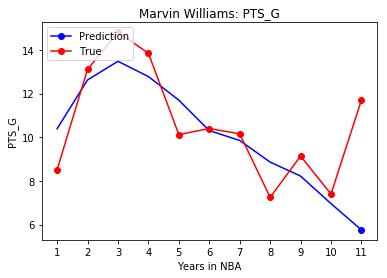 Marvin Williams: PTS_G
Prediction
True
PTS_G
14
12
10
8
6
1 2 3 4 5 6 7 8 9 10 11
Years in NBA